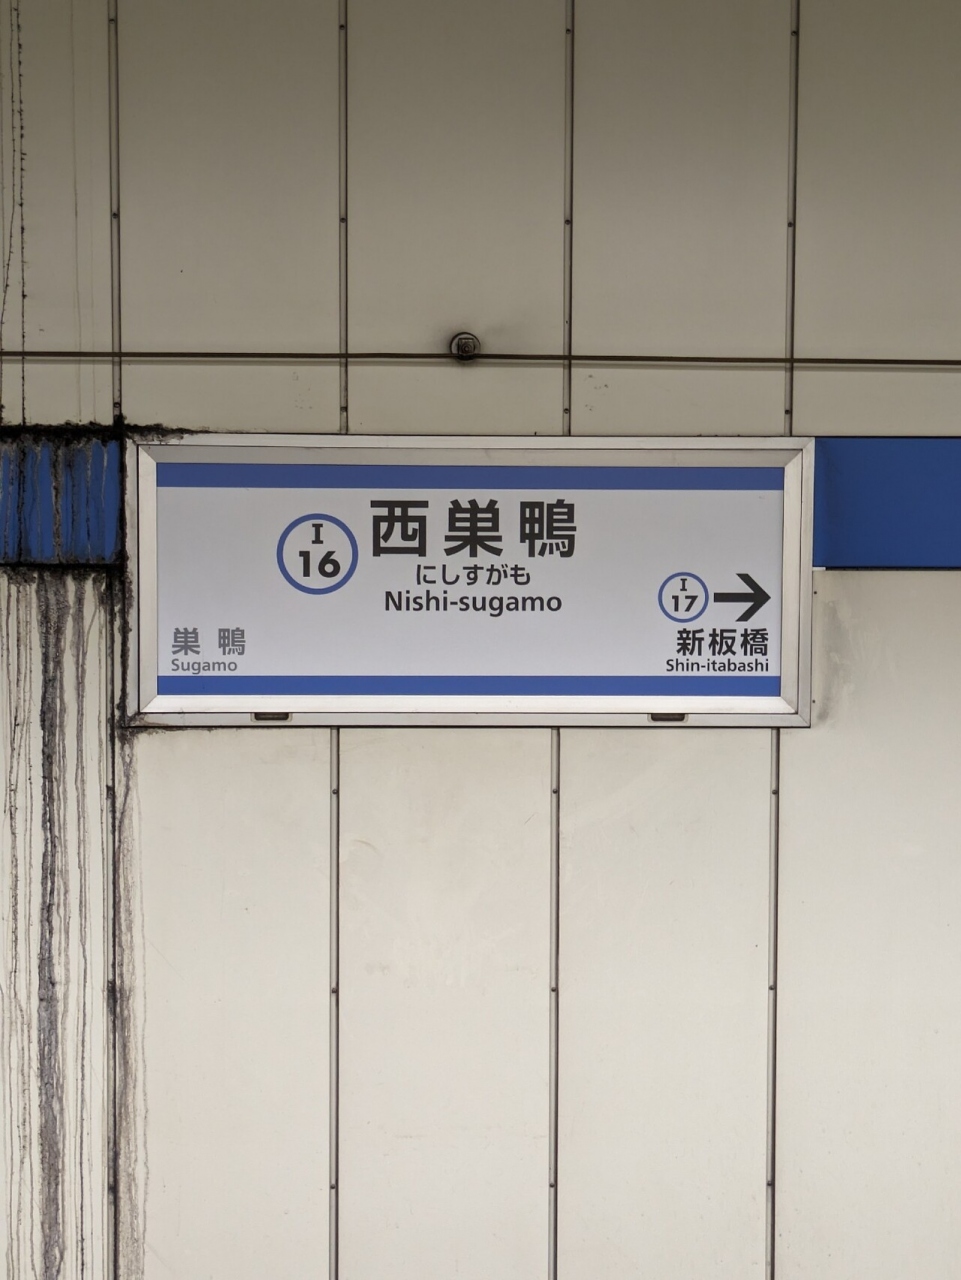 I
16
西巣鴨
にしすがも
Nishi-sugamo
I
17
巣鴨
Sugamo
新板橋
Shin-itabashi